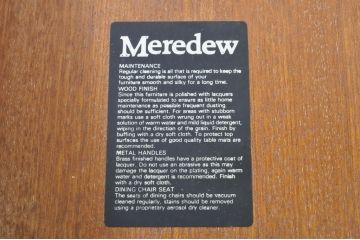 Meredew
MAINTENANCE
Regular cleaning is all that is required to keep the
tough and durable surface of your
furniture smooth and silky for a long time.
WOOD FINISH
Since this furniture is polished with lacquers
specially formulated to ensure as little home
maintenance as possible frequent dusting
should be sufficient. For areas with stubborn
marks use a soft cloth wrung out in a weak
solution of warm water and mild liquid detergent,
wiping in the direction of the grain. Finish by
buffing with a dry soft cloth. To protect top
surfaces the use of good quality table mats are
recommended.
METAL HANDLES
Brass finished handles have a protective coat of
lacquer. Do not use an abrasive as this may
damage the lacquer on the plating, again warm
water and detergent is recommended. Finish
with a dry soft cloth.
DINING CHAIR SEAT
The seats of dining chairs should be vacuum
cleaned regularly, stains should be removed
using a proprietary aerosol dry cleaner.